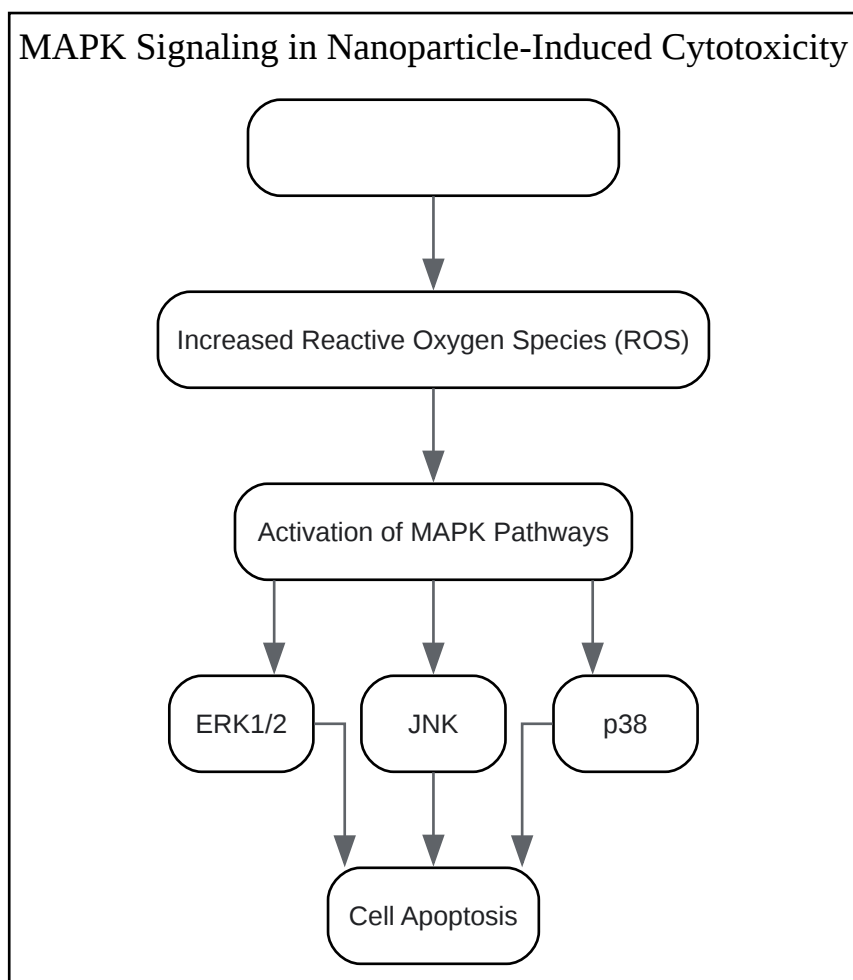 MAPK Signaling in Nanoparticle-Induced Cytotoxicity
Increased Reactive Oxygen Species (ROS)
Activation of MAPK Pathways
ERK1/2
JNK
p38
Cell Apoptosis